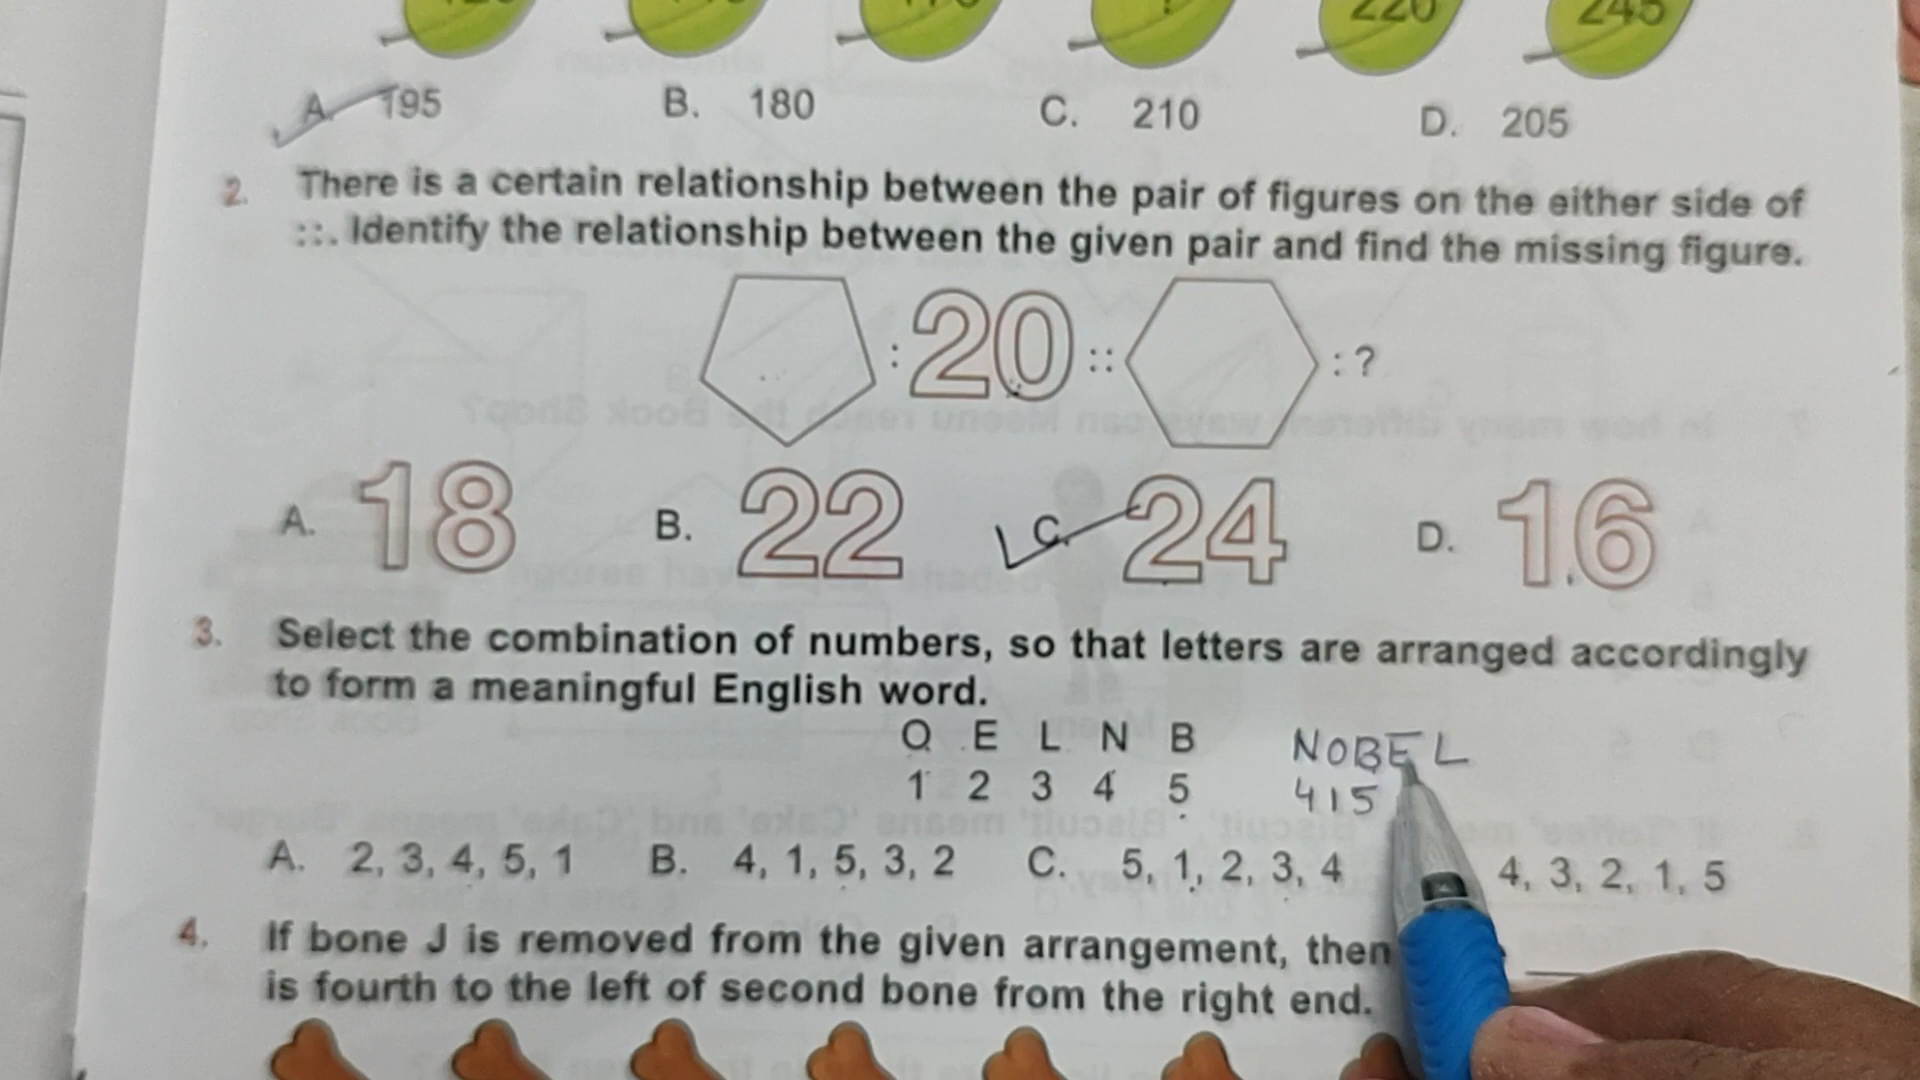 220 245
A. 195 B. 180 C. 210 D. 205
2. There is a certain relationship between the pair of figures on the either side of
::. Identify the relationship between the given pair and find the missing figure.
: 20 :: : ?
A. 18 B. 22 C. 24 D. 16
3. Select the combination of numbers, so that letters are arranged accordingly
to form a meaningful English word.
O E L N B NOBEL
1 2 3 4 5 415
A. 2, 3, 4, 5, 1 B. 4, 1, 5, 3, 2 C. 5, 1, 2, 3, 4 4, 3, 2, 1, 5
4. If bone J is removed from the given arrangement, then
is fourth to the left of second bone from the right end.